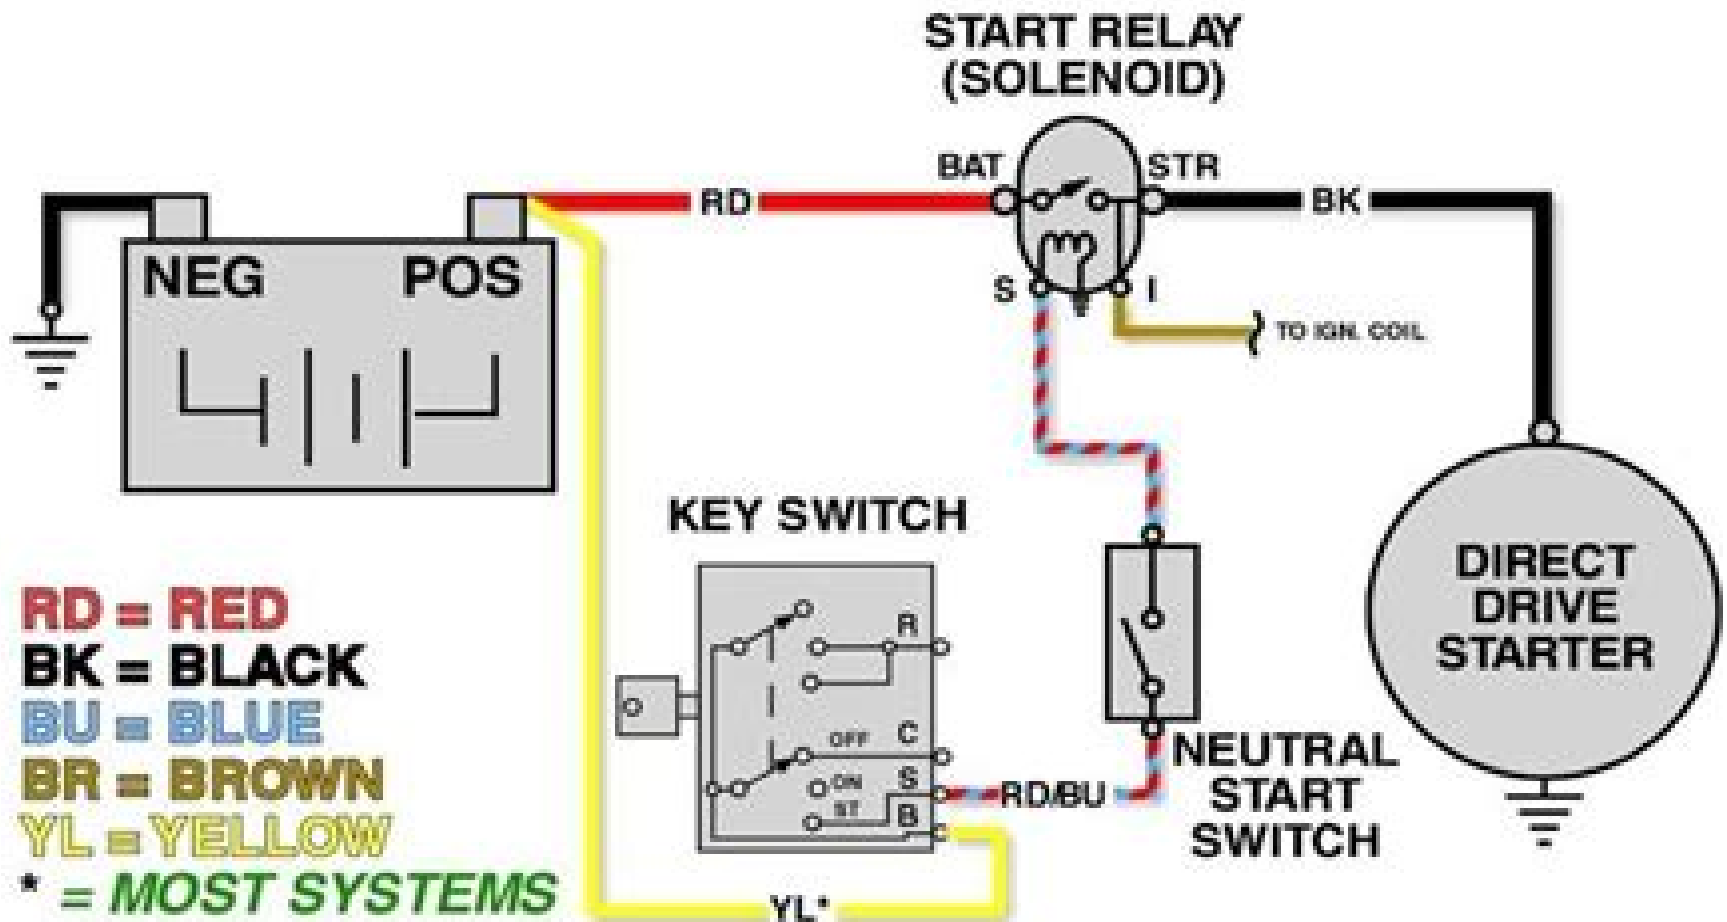 START RELAY
(SOLENOID)
BAT
STR
RD
BK
NEG
POS
S
I
TO IGN. COIL
KEY SWITCH
DIRECT
DRIVE
STARTER
RD = RED
BK = BLACK
BU = BLUE
BR = BROWN
YL = YELLOW
* = MOST SYSTEMS
R
OFF
C
ON
S
ST
B
RD/BU
NEUTRAL
START
SWITCH
YL*